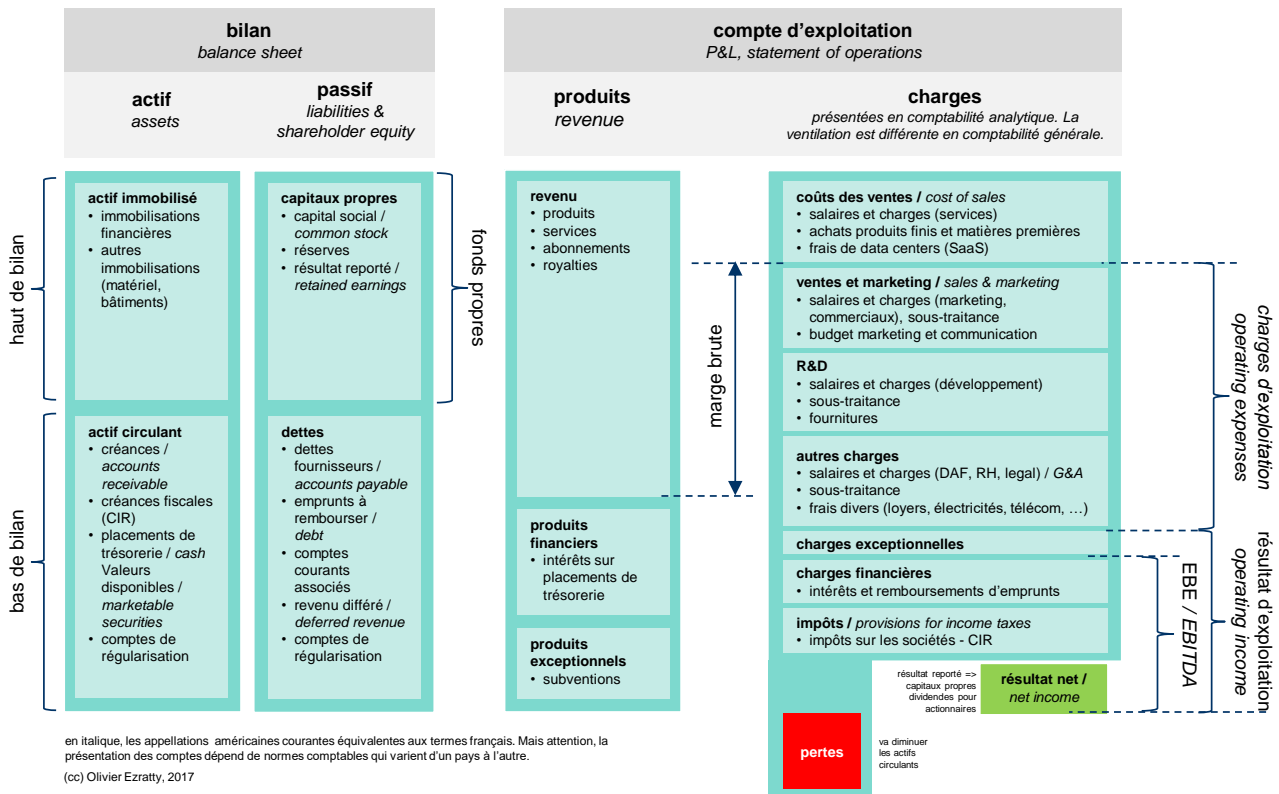 bilan
balance sheet
actif
assets
passif
liabilities &
shareholder equity
compte d'exploitation
P&L, statement of operations
produits
revenue
charges
présentées en comptabilité analytique. La
ventilation est différente en comptabilité générale.
haut de bilan
bas de bilan
actif immobilisé
• immobilisations
financières
• autres
immobilisations
(matériel,
bâtiments)
actif circulant
• créances /
accounts
receivable
• créances fiscales
(CIR)
• placements de
trésorerie / cash
Valeurs
disponibles /
marketable
securities
• comptes de
régularisation
capitaux propres
• capital social /
common stock
• réserves
• résultat reporté /
retained earnings
dettes
• dettes
fournisseurs /
accounts payable
• emprunts à
rembourser /
debt
• comptes
courants
associés
• revenu différé /
deferred revenue
• comptes de
régularisation
fonds propres
revenu
• produits
• services
• abonnements
• royalties
produits
financiers
• intérêts sur
placements de
trésorerie
produits
exceptionnels
• subventions
marge brute
coûts des ventes / cost of sales
• salaires et charges (services)
• achats produits finis et matières premières
• frais de data centers (SaaS)
ventes et marketing / sales & marketing
• salaires et charges (marketing,
commerciaux), sous-traitance
• budget marketing et communication
R&D
• salaires et charges (développement)
• sous-traitance
• fournitures
autres charges
• salaires et charges (DAF, RH, legal) / G&A
• sous-traitance
• frais divers (loyers, électricités, télécom, …)
charges exceptionnelles
charges financières
• intérêts et remboursements d'emprunts
impôts / provisions for income taxes
• impôts sur les sociétés - CIR
résultat reporté =>
capitaux propres
dividendes pour
actionnaires
résultat net /
net income
pertes
va diminuer
les actifs
circulants
EBE / EBITDA
charges d'exploitation
operating expenses
résultat d'exploitation
operating income
en italique, les appellations américaines courantes équivalentes aux termes français. Mais attention, la
présentation des comptes dépend de normes comptables qui varient d'un pays à l'autre.
(cc) Olivier Ezratty, 2017